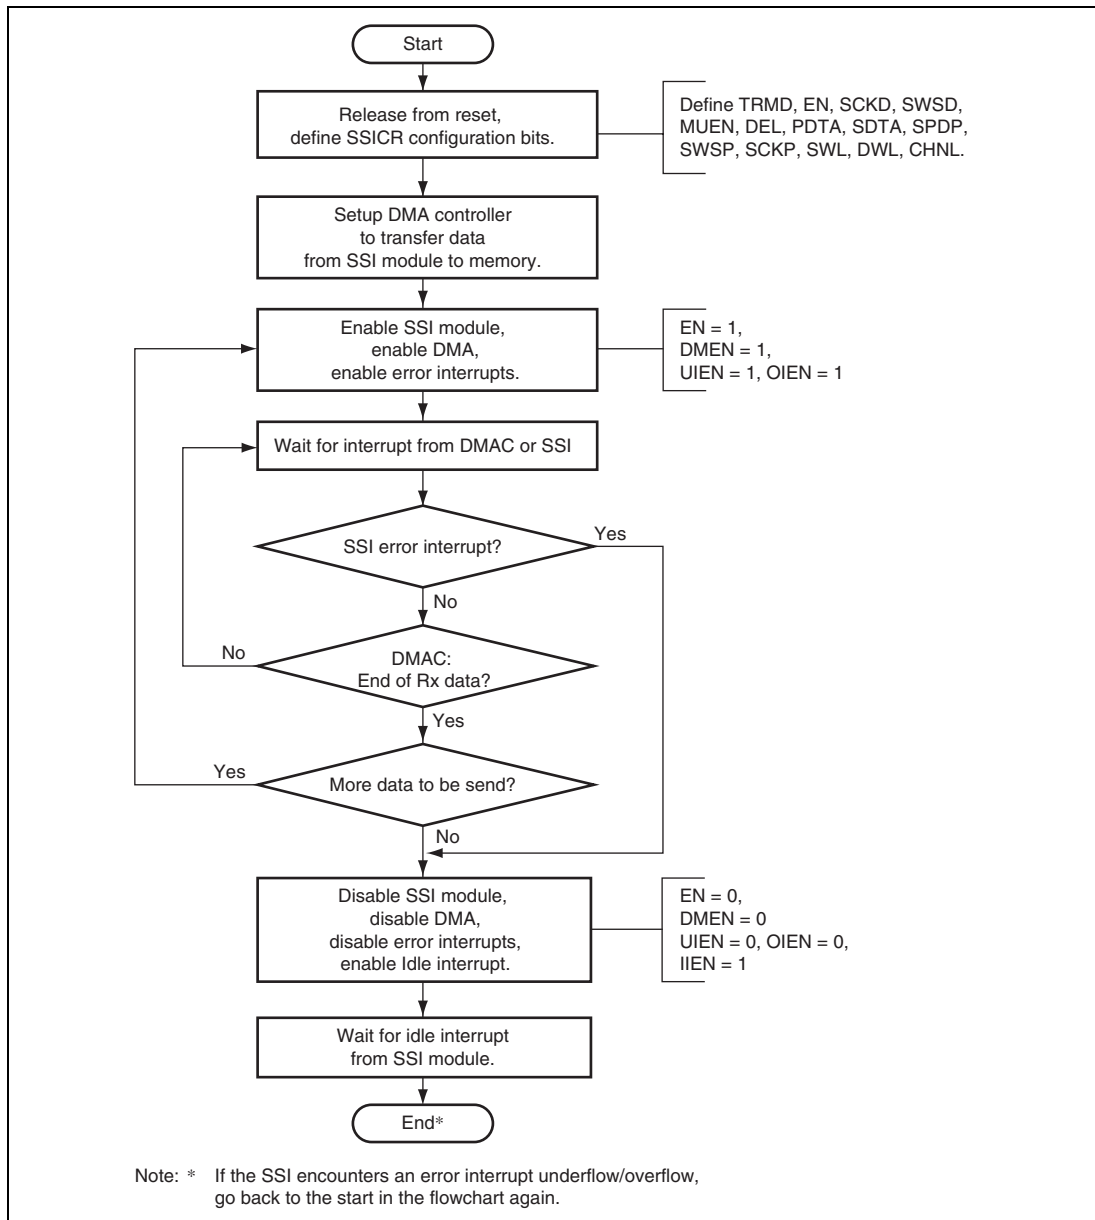 Start
Release from reset,
define SSICR configuration bits.
Define TRMD, EN, SCKD, SWSD,
MUEN, DEL, PDTA, SDTA, SPDP,
SWSP, SCKP, SWL, DWL, CHNL.
Setup DMA controller
to transfer data
from SSI module to memory.
Enable SSI module,
enable DMA,
enable error interrupts.
EN = 1,
DMEN = 1,
UIEN = 1, OIEN = 1
Wait for interrupt from DMAC or SSI
SSI error interrupt?
Yes
No
DMAC:
End of Rx data?
No
Yes
More data to be send?
Yes
No
Disable SSI module,
disable DMA,
disable error interrupts,
enable Idle interrupt.
EN = 0,
DMEN = 0
UIEN = 0, OIEN = 0,
IIEN = 1
Wait for idle interrupt
from SSI module.
End*
Note: * If the SSI encounters an error interrupt underflow/overflow,
go back to the start in the flowchart again.